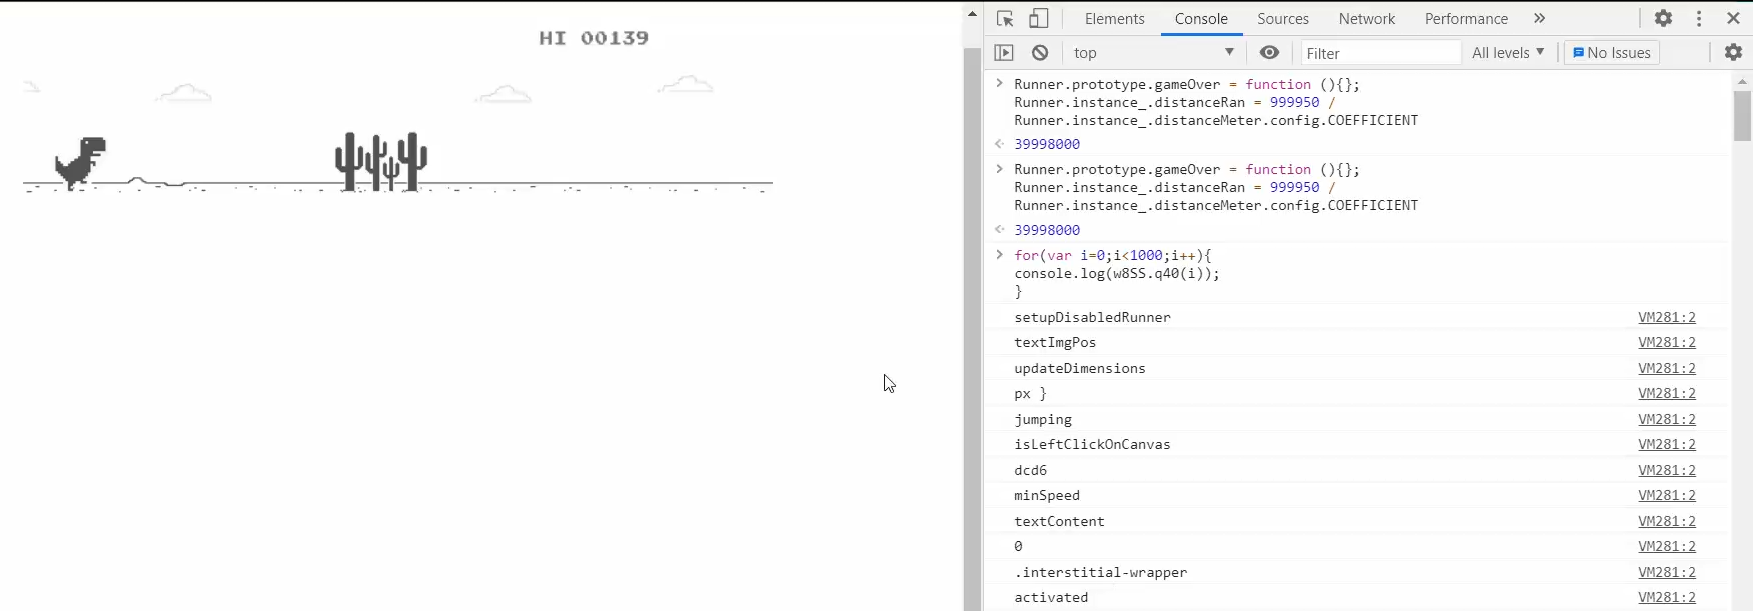 HI 00139
Elements Console Sources Network Performance »
top Filter All levels No Issues
Runner.prototype.gameOver = function (){};
Runner.instance_.distanceRan = 999950 /
Runner.instance_.distanceMeter.config.COEFFICIENT
39998000
Runner.prototype.gameOver = function (){};
Runner.instance_.distanceRan = 999950 /
Runner.instance_.distanceMeter.config.COEFFICIENT
39998000
for(var i=0;i<1000;i++){
console.log(w8SS.q40(i));
}
setupDisabledRunner VM281:2
textImgPos VM281:2
updateDimensions VM281:2
px } VM281:2
jumping VM281:2
isLeftClickOnCanvas VM281:2
dcd6 VM281:2
minSpeed VM281:2
textContent VM281:2
0 VM281:2
.interstitial-wrapper VM281:2
activated VM281:2